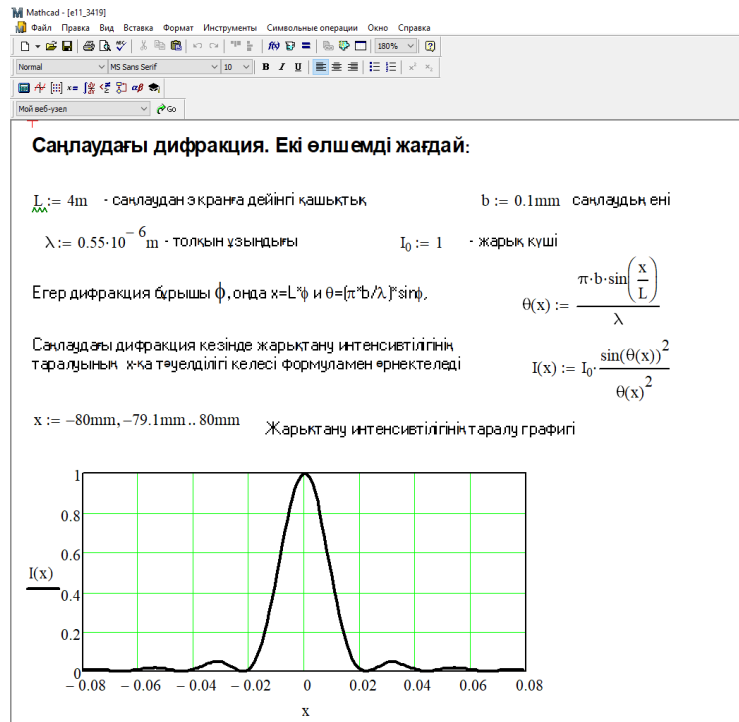 Mathcad - [e11_3419]
Файл Правка Вид Вставка Формат Инструменты Символьные операции Окно Справка
180%
Normal MS Sans Serif 10 B I U
Мой веб-узел Go
Саңлаудағы дифракция. Екі өлшемді жағдай:
L := 4m - саңлаудан экранға дейінгі қашықтық b := 0.1mm саңлаудың ені
λ := 0.55·10^-6 m - толқын ұзындығы I₀ := 1 - жарық күші
Егер дифракция бұрышы ϕ, онда x=L*ϕ и θ=(π*b/λ)*sinϕ, θ(x) := π·b·sin(x/L) / λ
Саңлаудағы дифракция кезінде жарықтану интенсивтілігінің
таралуының x-қа тәуелділігі келесі формуламен өрнектеледі I(x) := I₀· sin(θ(x))² / θ(x)²
x := −80mm, −79.1mm .. 80mm Жарықтану интенсивтілігінің таралу графигі
1
0.8
0.6
I(x)
0.4
0.2
0
− 0.08 − 0.06 − 0.04 − 0.02 0 0.02 0.04 0.06 0.08
x